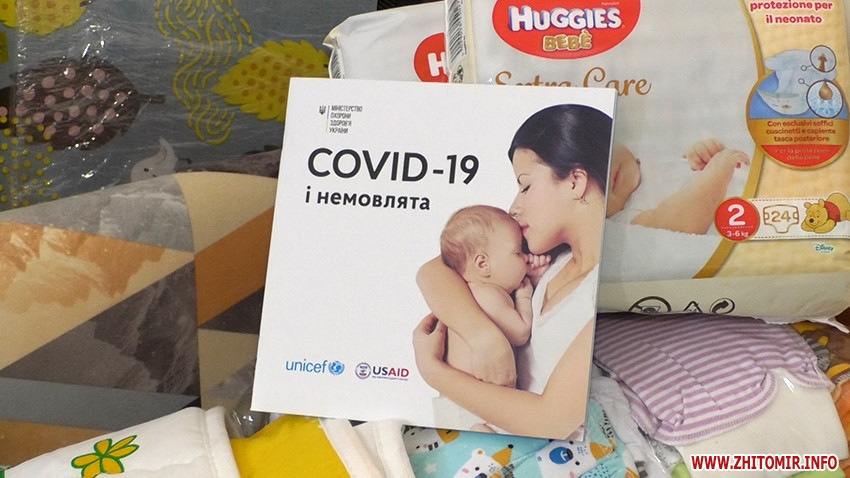 HUGGIES
BEBÈ
Extra Care
protezione per
il neonato
Con esclusivi soffici
cuscinetti e capiente
tasca posteriore
2
24
3-6 kg
Disney
H
МІНІСТЕРСТВО
ОХОРОНИ
ЗДОРОВ'Я
УКРАЇНИ
COVID-19
і немовлята
unicef
USAID
WWW.ZHITOMIR.INFO